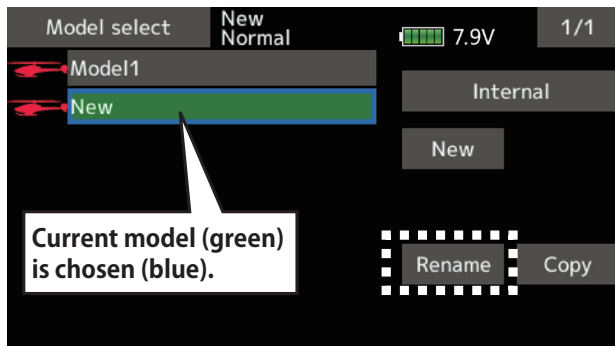 Model select
New
Normal
7.9V
1/1
Model1
New
Internal
New
Current model (green)
is chosen (blue).
Rename
Copy